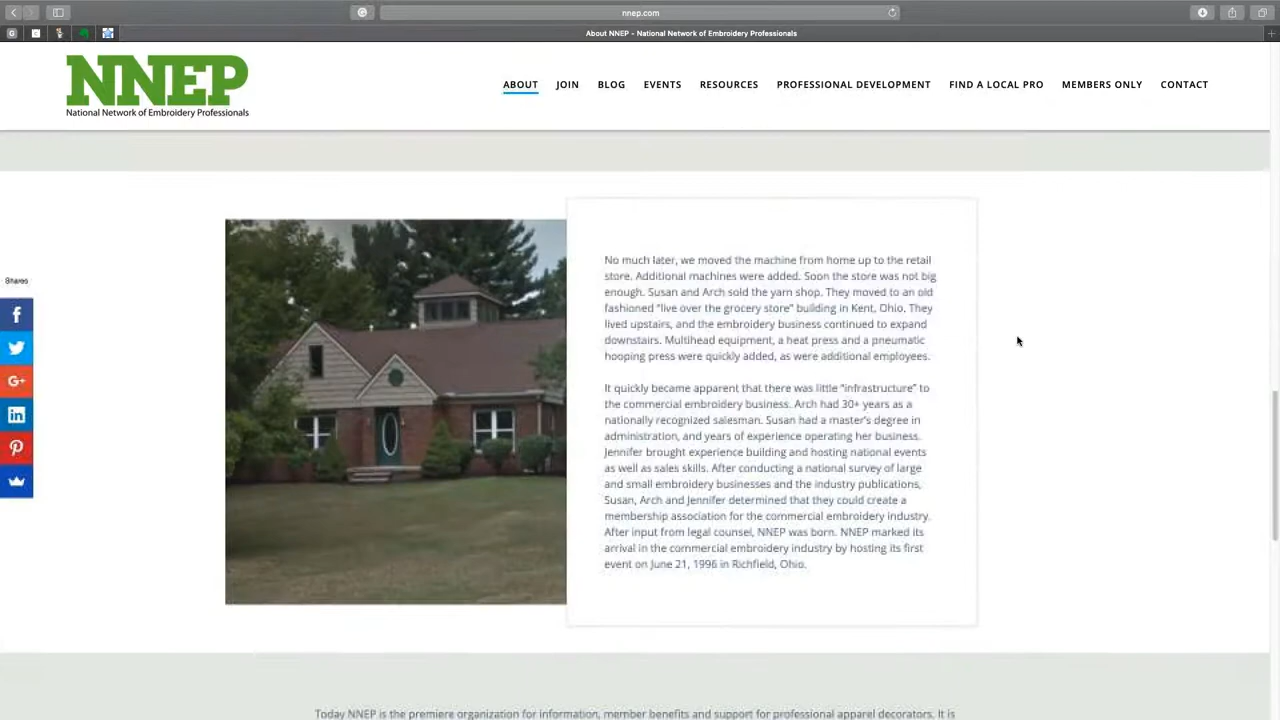 nnep.com
About NNEP - National Network of Embroidery Professionals
NNEP
National Network of Embroidery Professionals
ABOUT
JOIN
BLOG
EVENTS
RESOURCES
PROFESSIONAL DEVELOPMENT
FIND A LOCAL PRO
MEMBERS ONLY
CONTACT
Shares
No much later, we moved the machine from home up to the retail
store. Additional machines were added. Soon the store was not big
enough. Susan and Arch sold the yarn shop. They moved to an old
fashioned "live over the grocery store" building in Kent, Ohio. They
lived upstairs, and the embroidery business continued to expand
downstairs. Multihead equipment, a heat press and a pneumatic
hooping press were quickly added, as were additional employees.
It quickly became apparent that there was little "infrastructure" to
the commercial embroidery business. Arch had 30+ years as a
nationally recognized salesman. Susan had a master's degree in
administration, and years of experience operating her business.
Jennifer brought experience building and hosting national events
as well as sales skills. After conducting a national survey of large
and small embroidery businesses and the industry publications,
Susan, Arch and Jennifer determined that they could create a
membership association for the commercial embroidery industry.
After input from legal counsel, NNEP was born. NNEP marked its
arrival in the commercial embroidery industry by hosting its first
event on June 21, 1996 in Richfield, Ohio.
Today NNEP is the premiere organization for information, member benefits and support for professional apparel decorators. It is